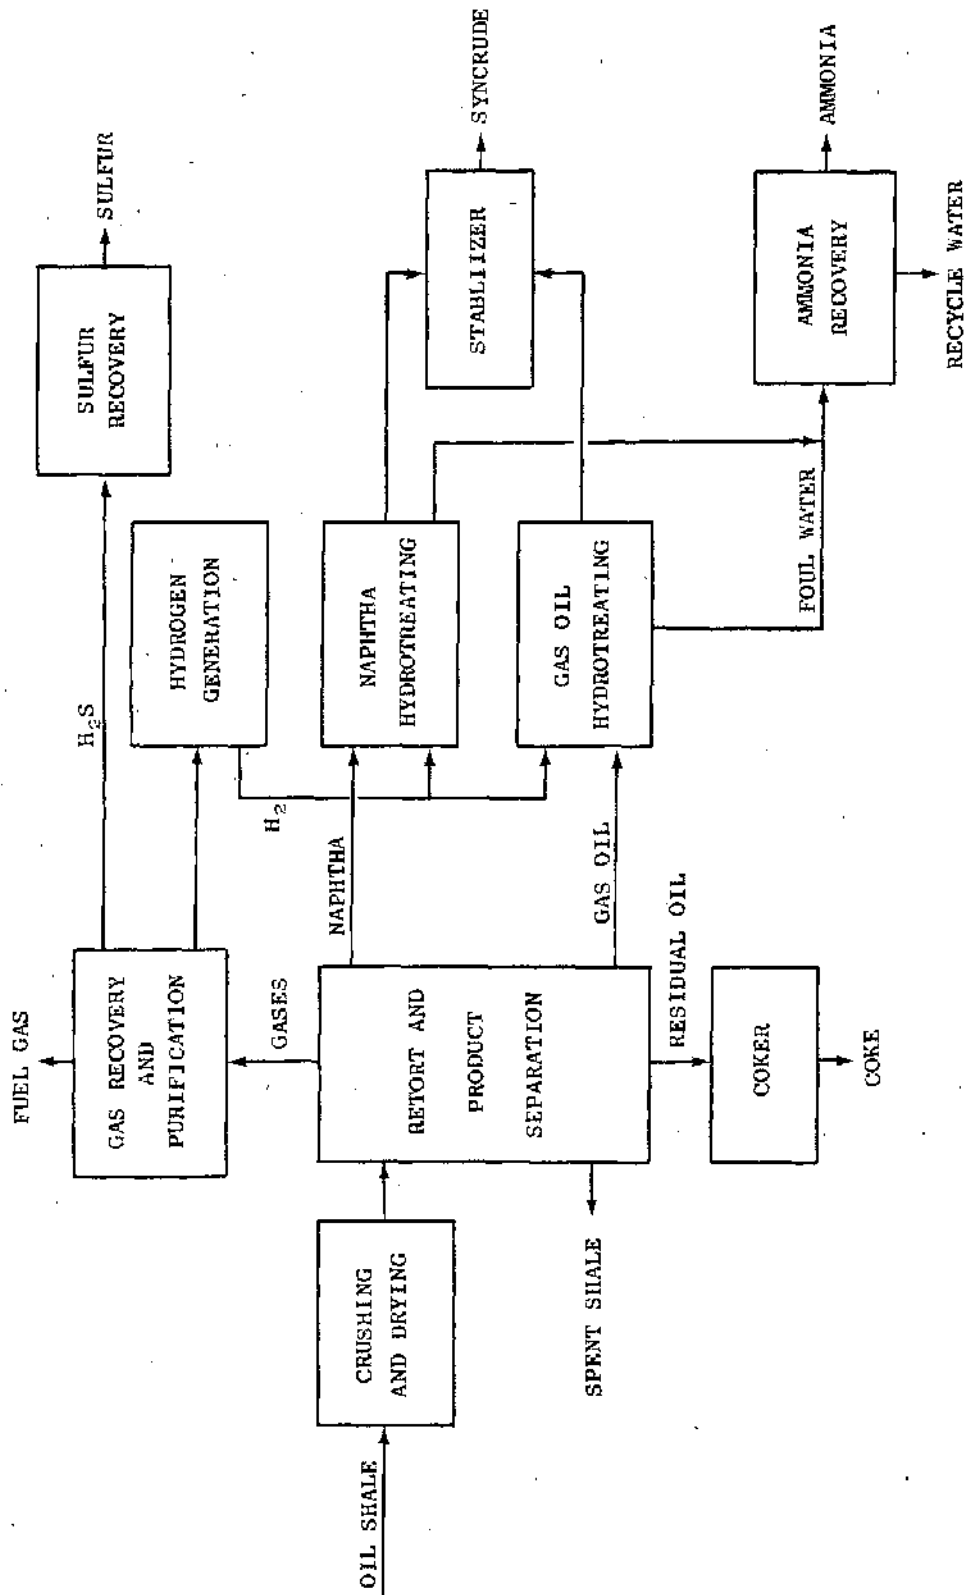 FUEL GAS
GAS RECOVERY
AND
PURIFICATION
H2S
SULFUR
RECOVERY
SULFUR
HYDROGEN
GENERATION
H2
GASES
OIL SHALE
CRUSHING
AND DRYING
RETORT AND
PRODUCT
SEPARATION
SPENT SHALE
NAPHTHA
NAPHTHA
HYDROTREATING
GAS OIL
GAS OIL
HYDROTREATING
STABLIIZER
SYNCRUDE
RESIDUAL OIL
COKER
COKE
FOUL WATER
AMMONIA
RECOVERY
AMMONIA
RECYCLE WATER